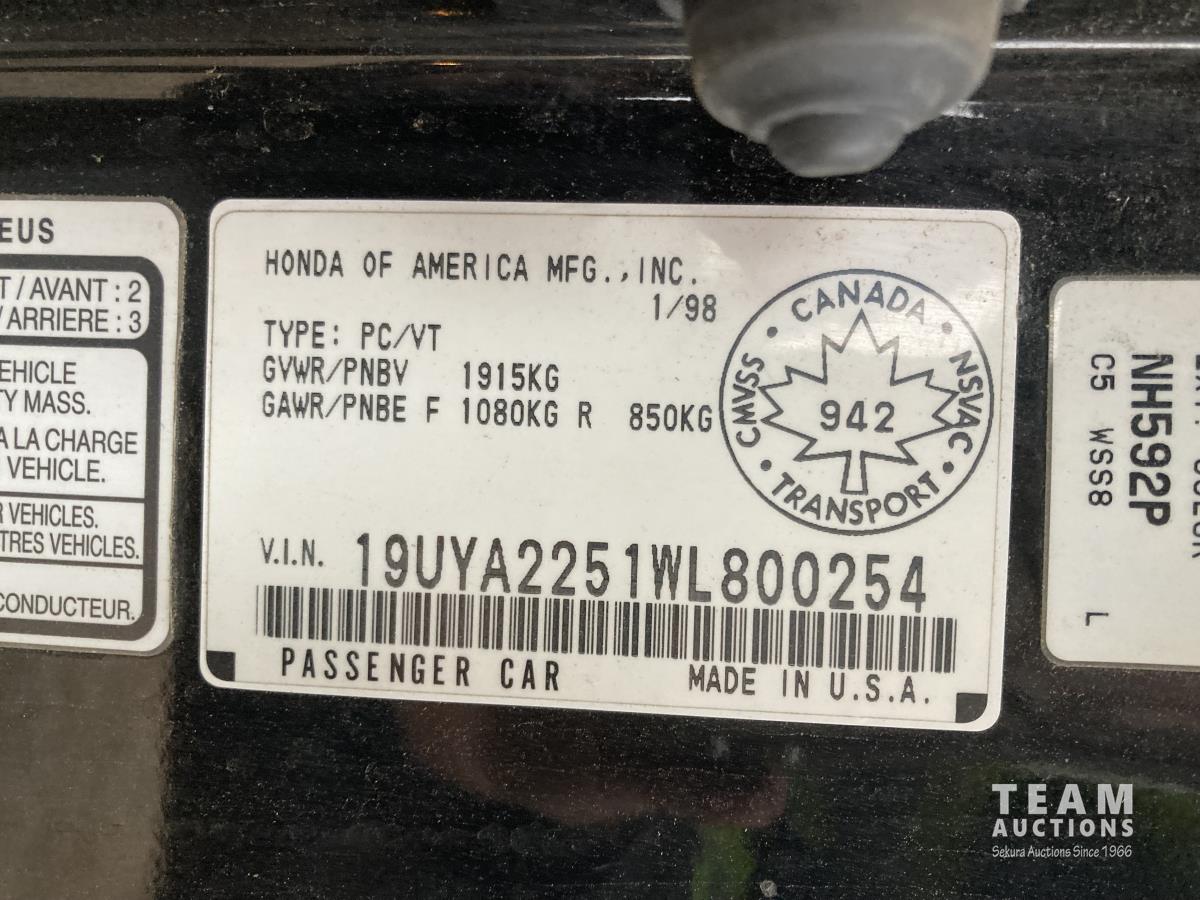 EUS
T / AVANT : 2
/ ARRIERE : 3
EHICLE
TY MASS.
A LA CHARGE
VEHICLE.
R VEHICLES.
TRES VEHICLES.
CONDUCTEUR.
HONDA OF AMERICA MFG.,INC.
1/98
TYPE: PC/VT
GVWR/PNBV 1915KG
GAWR/PNBE F 1080KG R 850KG
CANADA
CMVSS • NSVAC
942
TRANSPORT
V.I.N. 19UYA2251WL800254
PASSENGER CAR MADE IN U.S.A.
NH592P
C5 WSS8 L
TEAM
AUCTIONS
Sekura Auctions Since 1966